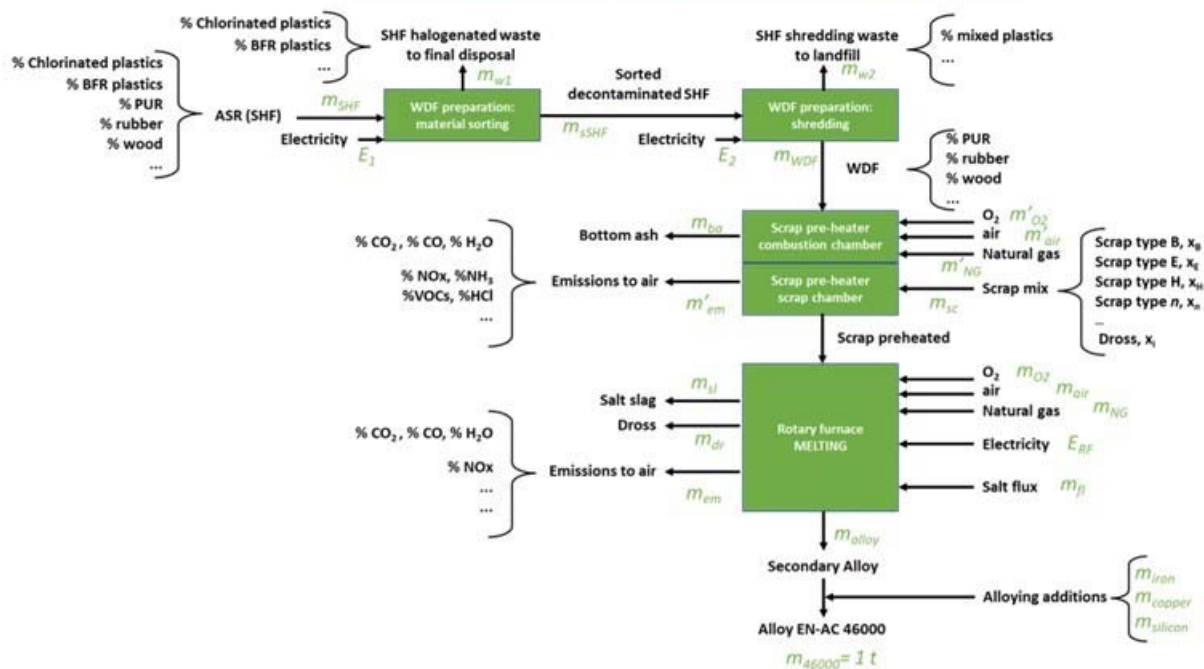 % Chlorinated plastics
% BFR plastics
...
SHF halogenated waste
to final disposal
m_w1
SHF shredding waste
to landfill
m_w2
% mixed plastics
...
% Chlorinated plastics
% BFR plastics
% PUR
% rubber
% wood
...
ASR (SHF)
m_SHF
Electricity
E_1
WDF preparation:
material sorting
Sorted
decontaminated SHF
m_sSHF
Electricity
E_2
WDF preparation:
shredding
m_WDF
WDF
% PUR
% rubber
% wood
...
% CO₂ , % CO, % H₂O
% NOx, %NH₃
%VOCs, %HCl
...
Bottom ash
m_ba
Emissions to air
m'_em
Scrap pre-heater
combustion chamber
Scrap pre-heater
scrap chamber
O₂ m'_O2
air m'_air
Natural gas
m'_NG
Scrap mix
m_sc
Scrap type B, x_B
Scrap type E, x_E
Scrap type H, x_H
Scrap type n, x_n
...
Dross, x_i
Scrap preheated
% CO₂ , % CO, % H₂O
% NOx
...
...
m_sl
Salt slag
Dross
m_dr
Emissions to air
m_em
Rotary furnace
MELTING
O₂ m_O2
air m_air
Natural gas m_NG
Electricity E_RF
Salt flux m_fl
m_alloy
Secondary Alloy
Alloying additions
m_iron
m_copper
m_silicon
Alloy EN-AC 46000
m_46000= 1 t